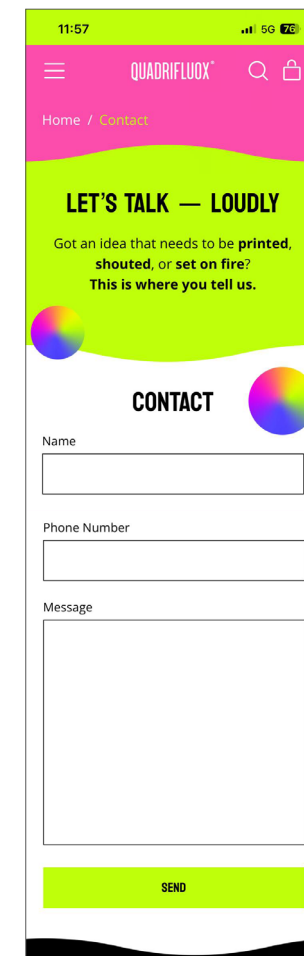 11:57 5G 76
QUADRIFLUOX°
Home / Contact
LET'S TALK — LOUDLY
Got an idea that needs to be printed,
shouted, or set on fire?
This is where you tell us.
CONTACT
Name
Phone Number
Message
SEND